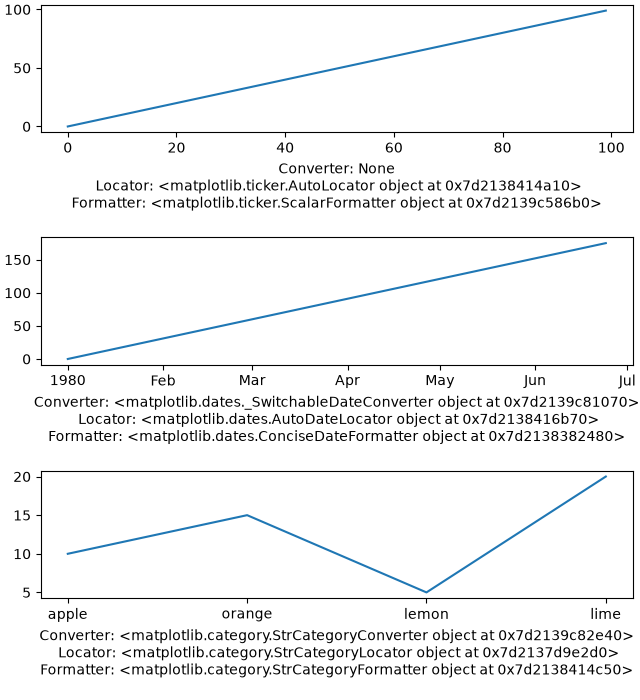 100
50
0
0 20 40 60 80 100
Converter: None
Locator: <matplotlib.ticker.AutoLocator object at 0x7d2138414a10>
Formatter: <matplotlib.ticker.ScalarFormatter object at 0x7d2139c586b0>
150
100
50
0
1980 Feb Mar Apr May Jun Jul
Converter: <matplotlib.dates._SwitchableDateConverter object at 0x7d2139c81070>
Locator: <matplotlib.dates.AutoDateLocator object at 0x7d2138416b70>
Formatter: <matplotlib.dates.ConciseDateFormatter object at 0x7d2138382480>
20
15
10
5
apple orange lemon lime
Converter: <matplotlib.category.StrCategoryConverter object at 0x7d2139c82e40>
Locator: <matplotlib.category.StrCategoryLocator object at 0x7d2137d9e2d0>
Formatter: <matplotlib.category.StrCategoryFormatter object at 0x7d2138414c50>